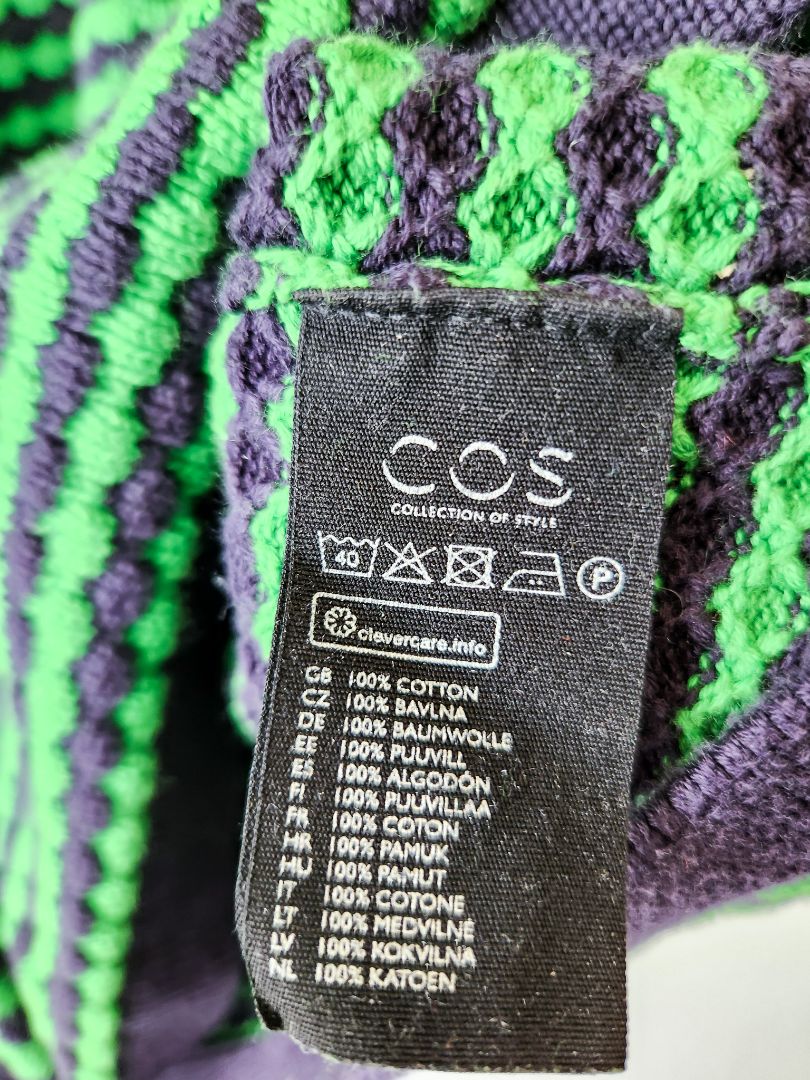 COS
COLLECTION OF STYLE
40 P
clevercare.info
GB 100% COTTON
CZ 100% BAVLNA
DE 100% BAUMWOLLE
EE 100% PUUVILL
ES 100% ALGODÓN
FI 100% PUUVILLAA
FR 100% COTON
HR 100% PAMUK
HU 100% PAMUT
IT 100% COTONE
LT 100% MEDVILNĖ
LV 100% KOKVILNA
NL 100% KATOEN